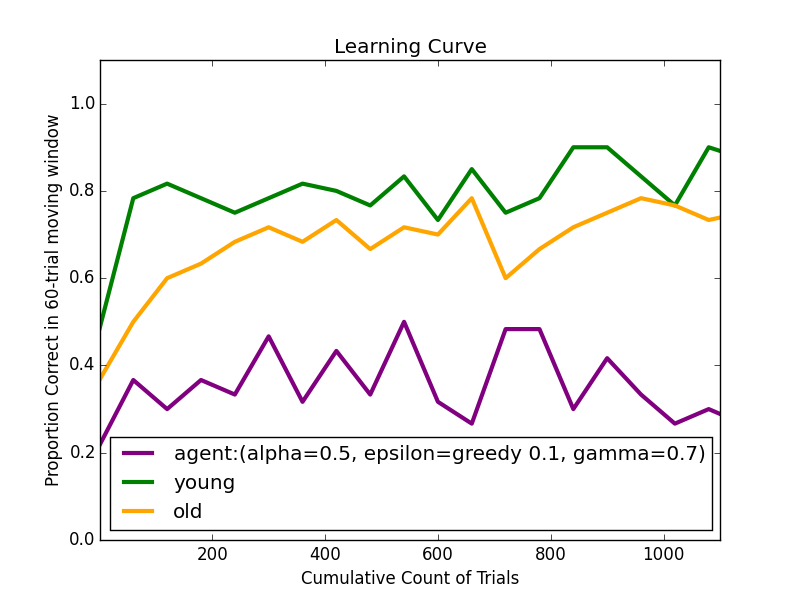 Learning Curve
Proportion Correct in 60-trial moving window
1.0
0.8
0.6
0.4
0.2
0.0
agent:(alpha=0.5, epsilon=greedy 0.1, gamma=0.7)
young
old
200 400 600 800 1000
Cumulative Count of Trials